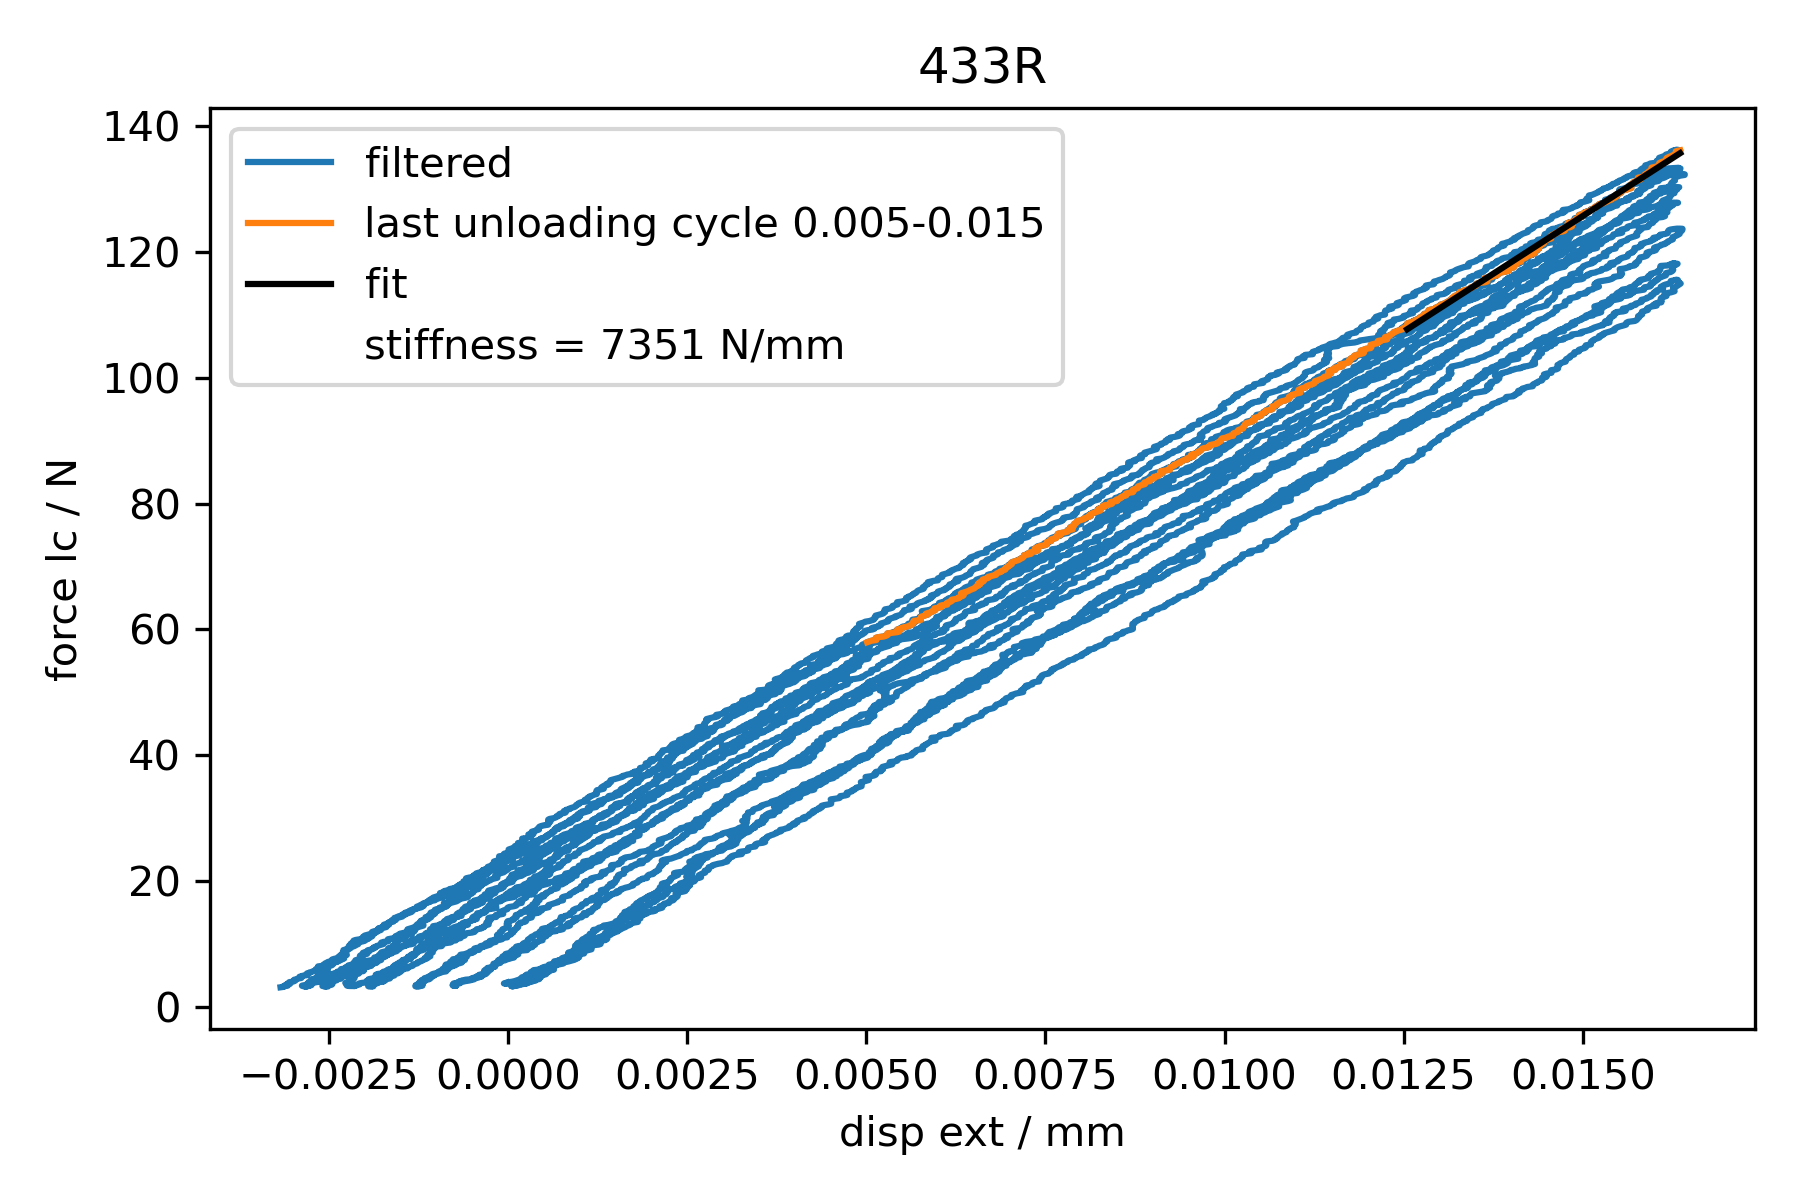 433R
140
120
100
80
60
40
20
0
force lc / N
filtered
last unloading cycle 0.005-0.015
fit
stiffness = 7351 N/mm
−0.0025 0.0000 0.0025 0.0050 0.0075 0.0100 0.0125 0.0150
disp ext / mm